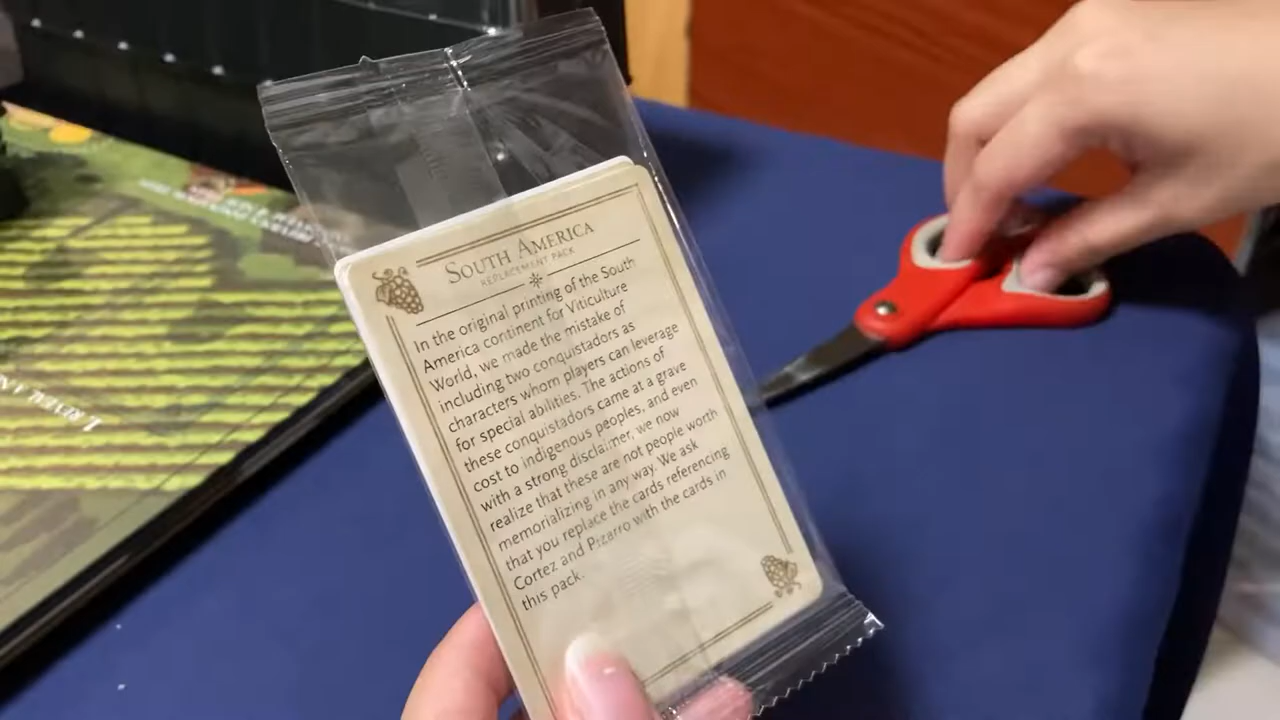 South America
REPLACEMENT PACK
In the original printing of the South
America continent for Viticulture
World, we made the mistake of
including two conquistadors as
characters whom players can leverage
for special abilities. The actions of
these conquistadors came at a grave
cost to indigenous peoples, and even
with a strong disclaimer, we now
realize that these are not people worth
memorializing in any way. We ask
that you replace the cards referencing
Cortez and Pizarro with the cards in
this pack.